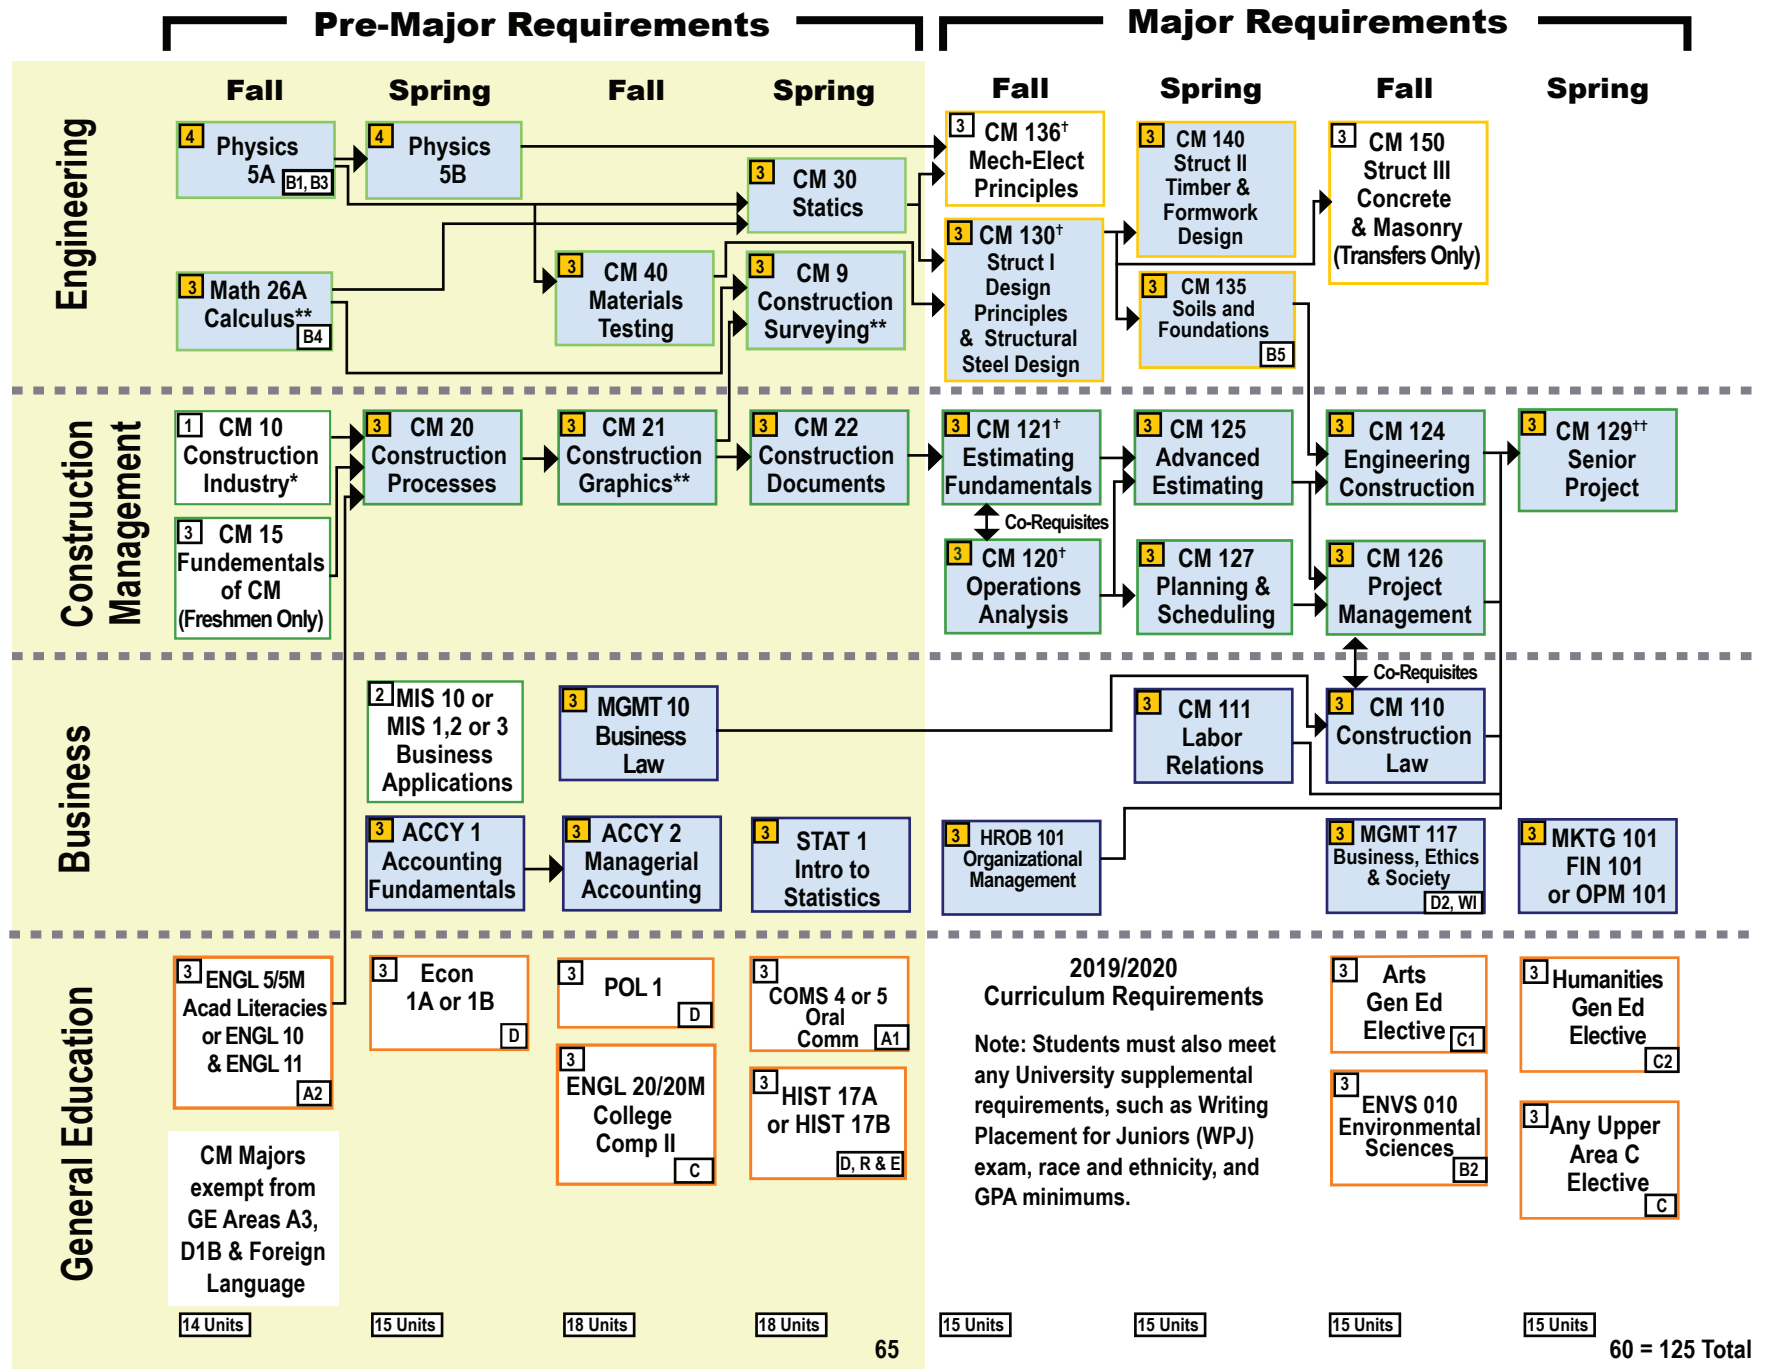 Pre-Major Requirements
Major Requirements
Fall
Spring
Fall
Spring
Fall
Spring
Fall
Spring
Engineering
4
Physics
5A
B1, B3
4
Physics
5B
3
CM 30
Statics
3
CM 136†
Mech-Elect
Principles
3
CM 140
Struct II
Timber &
Formwork
Design
3
CM 150
Struct III
Concrete
& Masonry
(Transfers Only)
3
Math 26A
Calculus**
B4
3
CM 40
Materials
Testing
3
CM 9
Construction
Surveying**
3
CM 130†
Struct I
Design
Principles
& Structural
Steel Design
3
CM 135
Soils and
Foundations
B5
Construction
Management
1
CM 10
Construction
Industry*
3
CM 20
Construction
Processes
3
CM 21
Construction
Graphics**
3
CM 22
Construction
Documents
3
CM 121†
Estimating
Fundamentals
3
CM 125
Advanced
Estimating
3
CM 124
Engineering
Construction
3
CM 129††
Senior
Project
Co-Requisites
3
CM 15
Fundementals
of CM
(Freshmen Only)
3
CM 120†
Operations
Analysis
3
CM 127
Planning &
Scheduling
3
CM 126
Project
Management
Co-Requisites
Business
2
MIS 10 or
MIS 1,2 or 3
Business
Applications
3
MGMT 10
Business
Law
3
CM 111
Labor
Relations
3
CM 110
Construction
Law
3
ACCY 1
Accounting
Fundamentals
3
ACCY 2
Managerial
Accounting
3
STAT 1
Intro to
Statistics
3
HROB 101
Organizational
Management
3
MGMT 117
Business, Ethics
& Society
D2, WI
3
MKTG 101
FIN 101
or OPM 101
General Education
3
ENGL 5/5M
Acad Literacies
or ENGL 10
& ENGL 11
A2
3
Econ
1A or 1B
D
3
POL 1
D
3
COMS 4 or 5
Oral
Comm
A1
2019/2020
Curriculum Requirements
Note: Students must also meet
any University supplemental
requirements, such as Writing
Placement for Juniors (WPJ)
exam, race and ethnicity, and
GPA minimums.
3
Arts
Gen Ed
Elective
C1
3
Humanities
Gen Ed
Elective
C2
3
ENGL 20/20M
College
Comp II
C
3
HIST 17A
or HIST 17B
D, R & E
3
ENVS 010
Environmental
Sciences
B2
3
Any Upper
Area C
Elective
C
CM Majors
exempt from
GE Areas A3,
D1B & Foreign
Language
14 Units
15 Units
18 Units
18 Units
15 Units
15 Units
15 Units
15 Units
65
60 = 125 Total